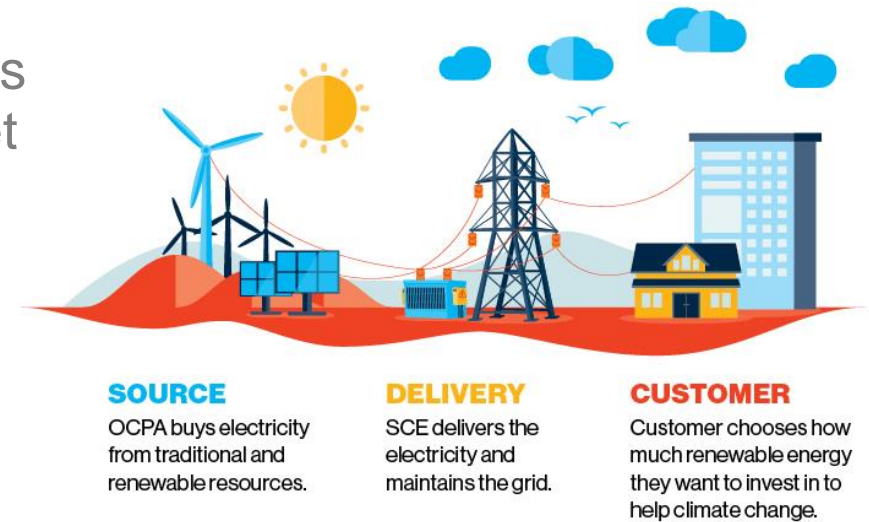 s
et
SOURCE
OCPA buys electricity
from traditional and
renewable resources.
DELIVERY
SCE delivers the
electricity and
maintains the grid.
CUSTOMER
Customer chooses how
much renewable energy
they want to invest in to
help climate change.